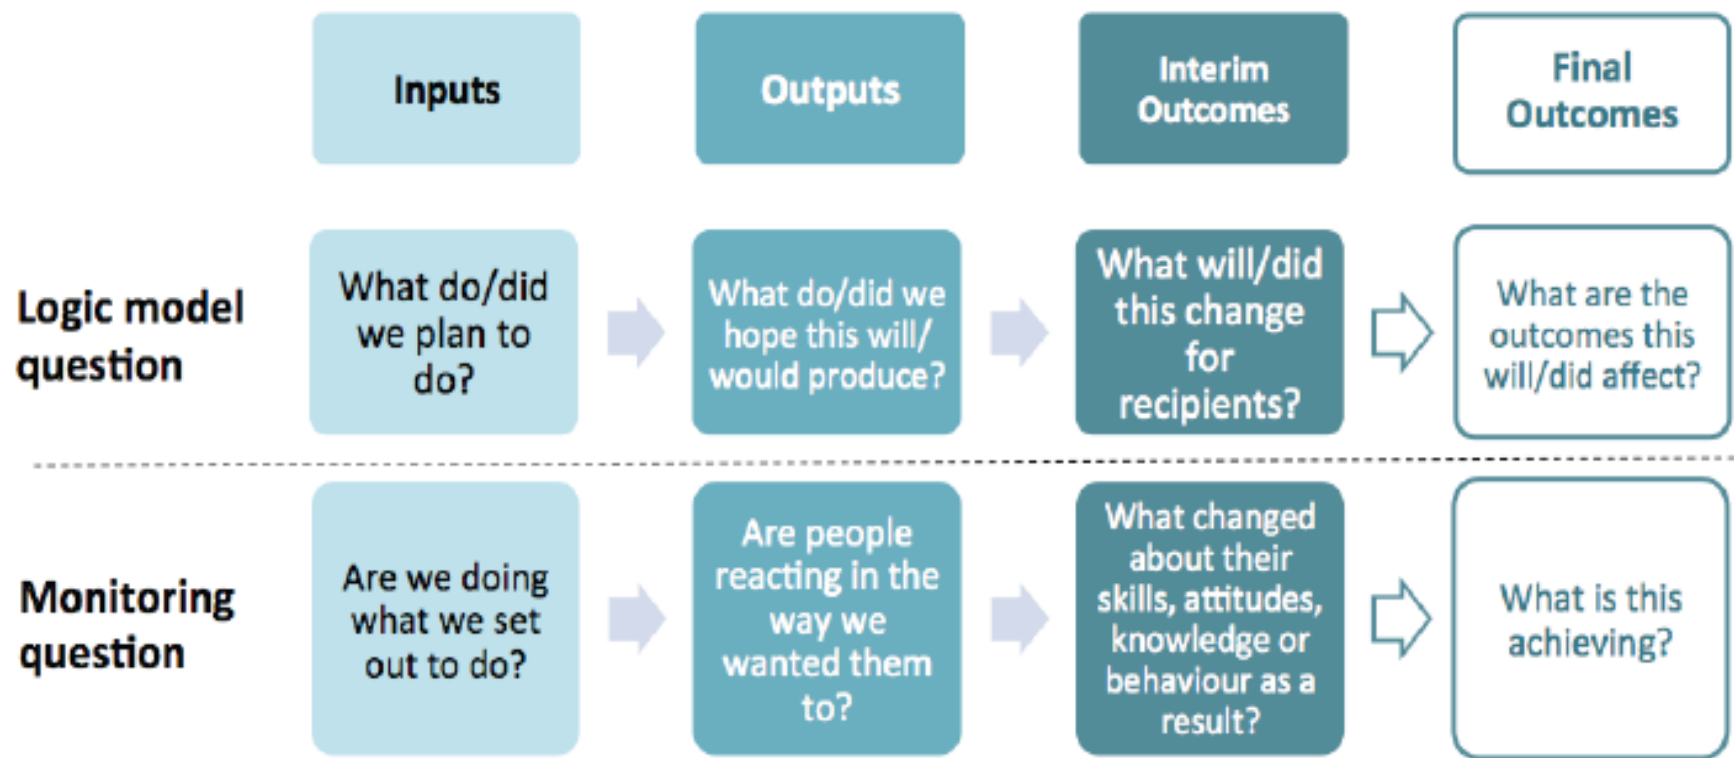 Inputs
Outputs
Interim
Outcomes
Final
Outcomes
Logic model
question
What do/did
we plan to
do?
What do/did we
hope this will/
would produce?
What will/did
this change
for
recipients?
What are the
outcomes this
will/did affect?
Monitoring
question
Are we doing
what we set
out to do?
Are people
reacting in the
way we
wanted them
to?
What changed
about their
skills, attitudes,
knowledge or
behaviour as a
result?
What is this
achieving?